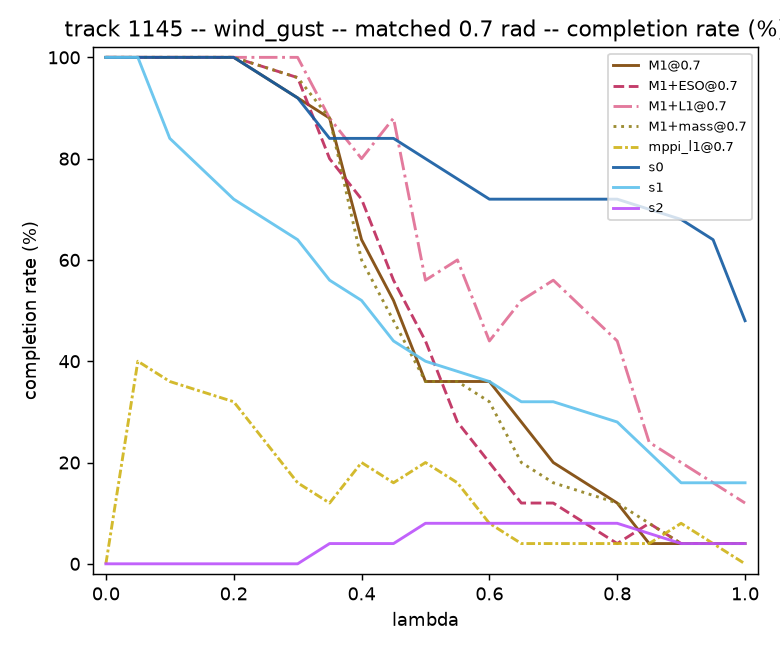 track 1145 -- wind_gust -- matched 0.7 rad -- completion rate (%)
M1@0.7
M1+ESO@0.7
M1+L1@0.7
M1+mass@0.7
mppi_l1@0.7
s0
s1
s2
completion rate (%)
100
80
60
40
20
0
0.0 0.2 0.4 0.6 0.8 1.0
lambda